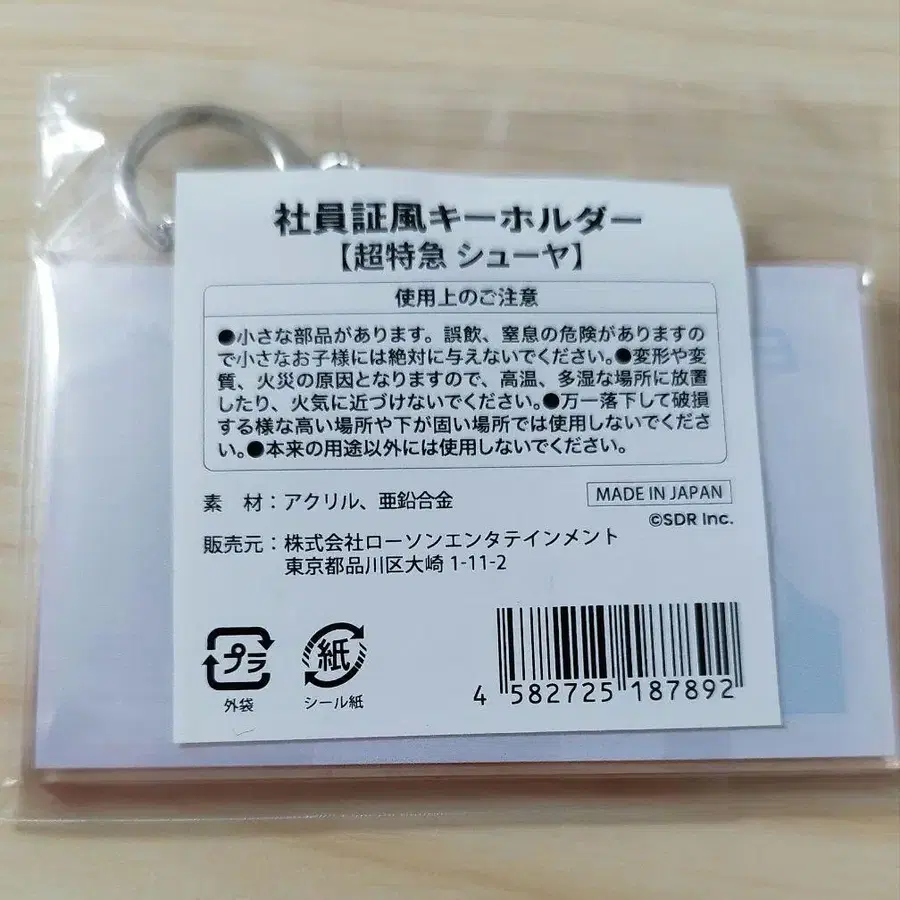 社員証風キーホルダー
【超特急 シューヤ】
使用上のご注意
●小さな部品があります。誤飲、窒息の危険がありますの
で小さなお子様には絶対に与えないでください。●変形や変
質、火災の原因となりますので、高温、多湿な場所に放置
したり、火気に近づけないでください。●万一落下して破損
する様な高い場所や下が固い場所では使用しないでくださ
い。●本来の用途以外には使用しないでください。
素 材：アクリル、亜鉛合金
MADE IN JAPAN
©SDR Inc.
販売元：株式会社ローソンエンタテインメント
東京都品川区大崎 1-11-2
プラ
外袋
紙
シール紙
4 582725 187892